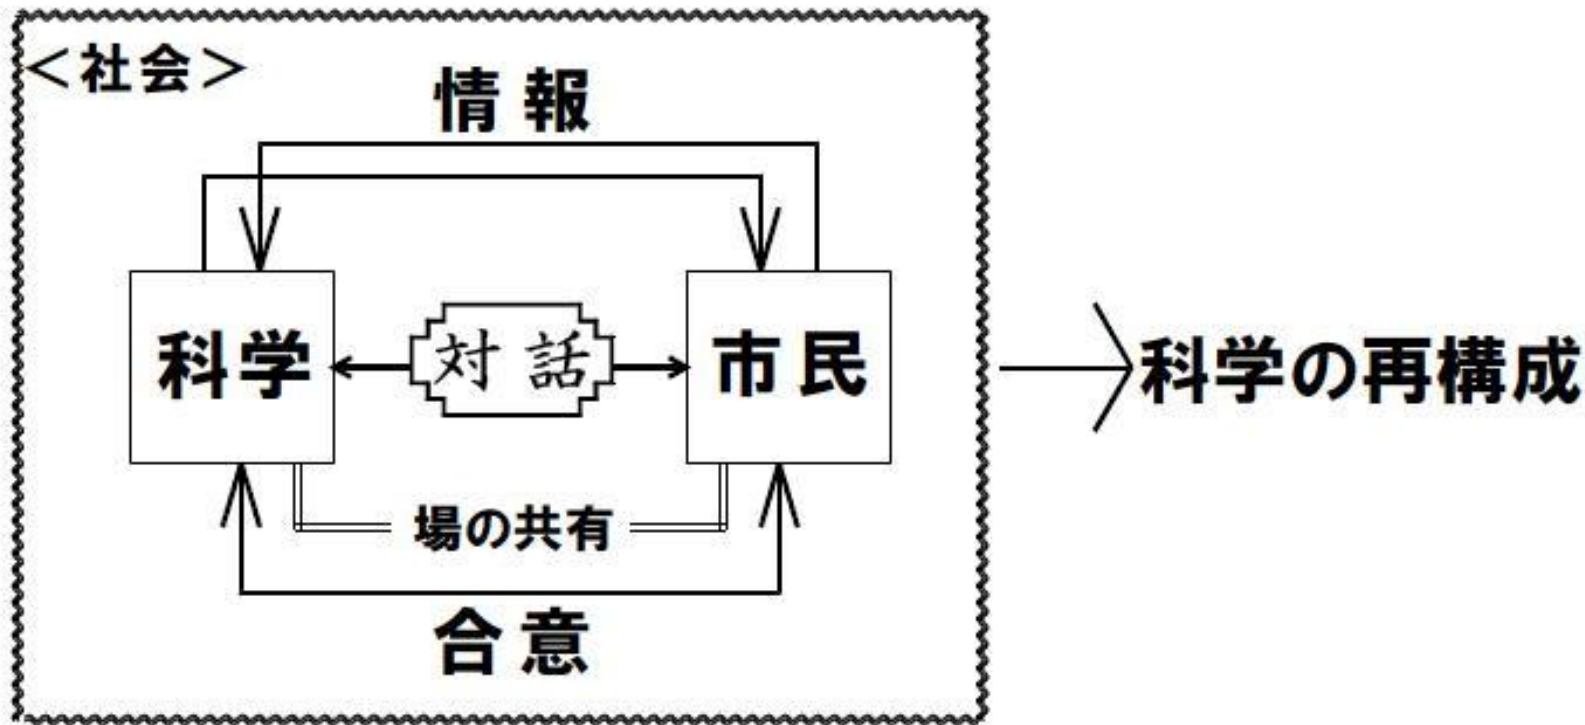 ＜社会＞
情報
科学
対話
市民
科学の再構成
場の共有
合意